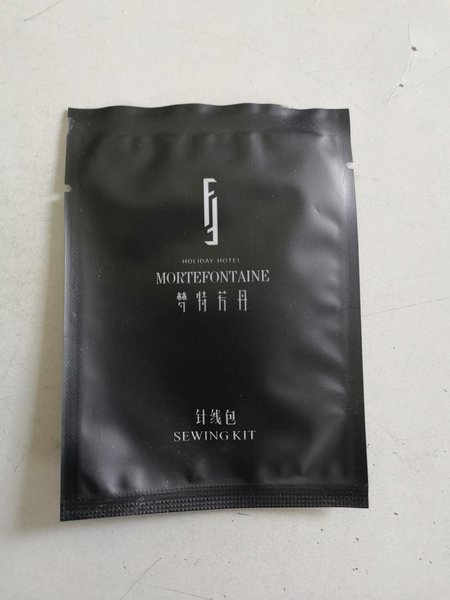 HOLIDAY HOTEL
MORTEFONTAINE
梦特芳丹
针线包
SEWING KIT